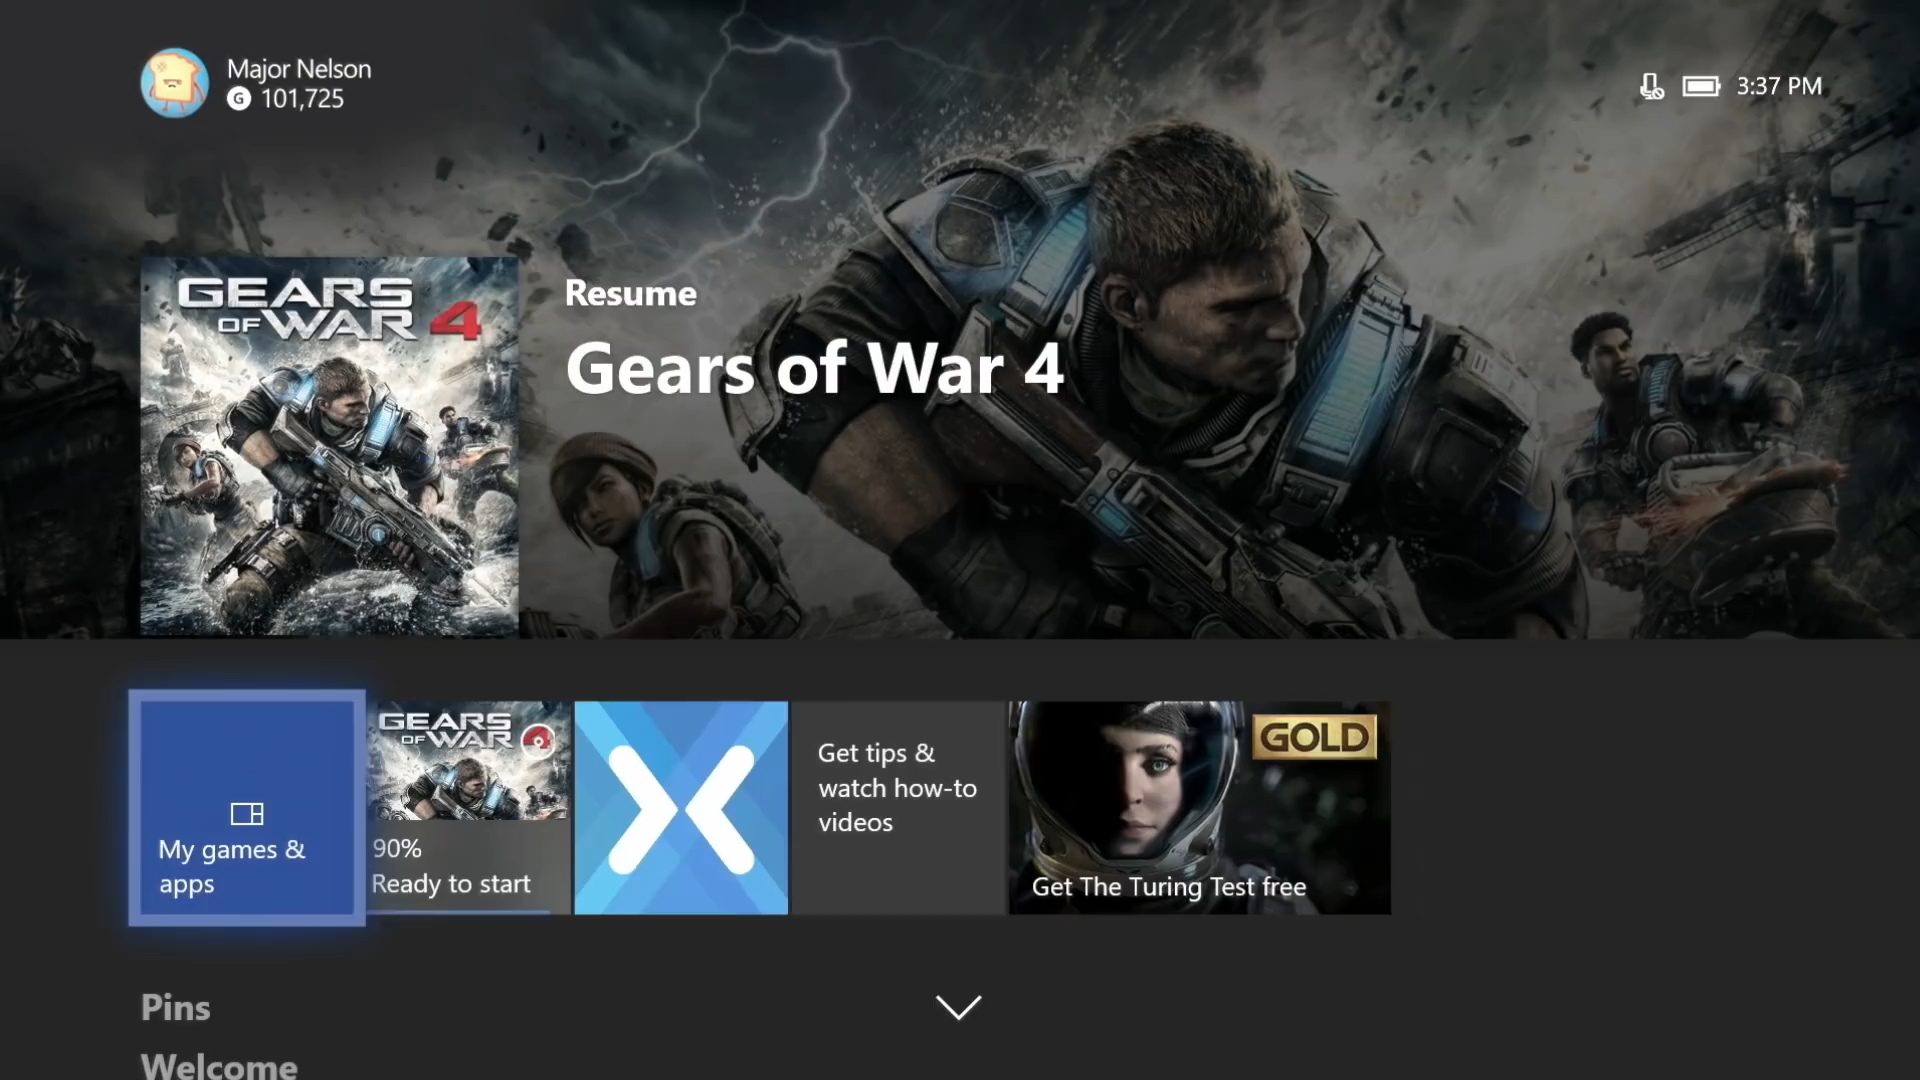 Major Nelson
G 101,725
3:37 PM
GEARS
OF WAR 4
Resume
Gears of War 4
My games &
apps
GEARS
OF WAR 4
90%
Ready to start
Get tips &
watch how-to
videos
GOLD
Get The Turing Test free
Pins
Welcome